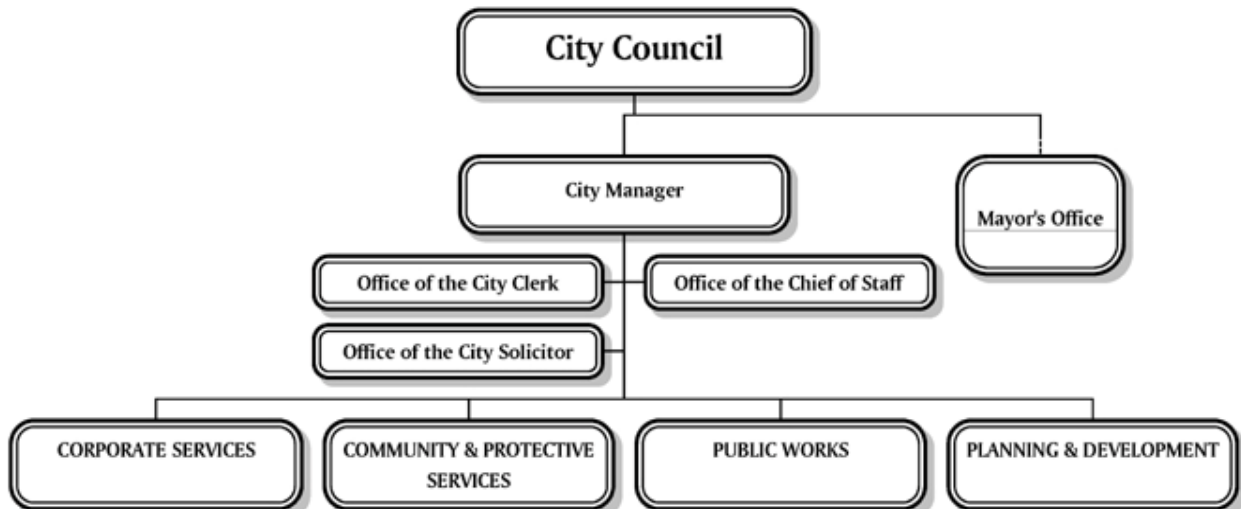 City Council
City Manager
Mayor's Office
Office of the City Clerk
Office of the Chief of Staff
Office of the City Solicitor
CORPORATE SERVICES
COMMUNITY & PROTECTIVE
SERVICES
PUBLIC WORKS
PLANNING & DEVELOPMENT